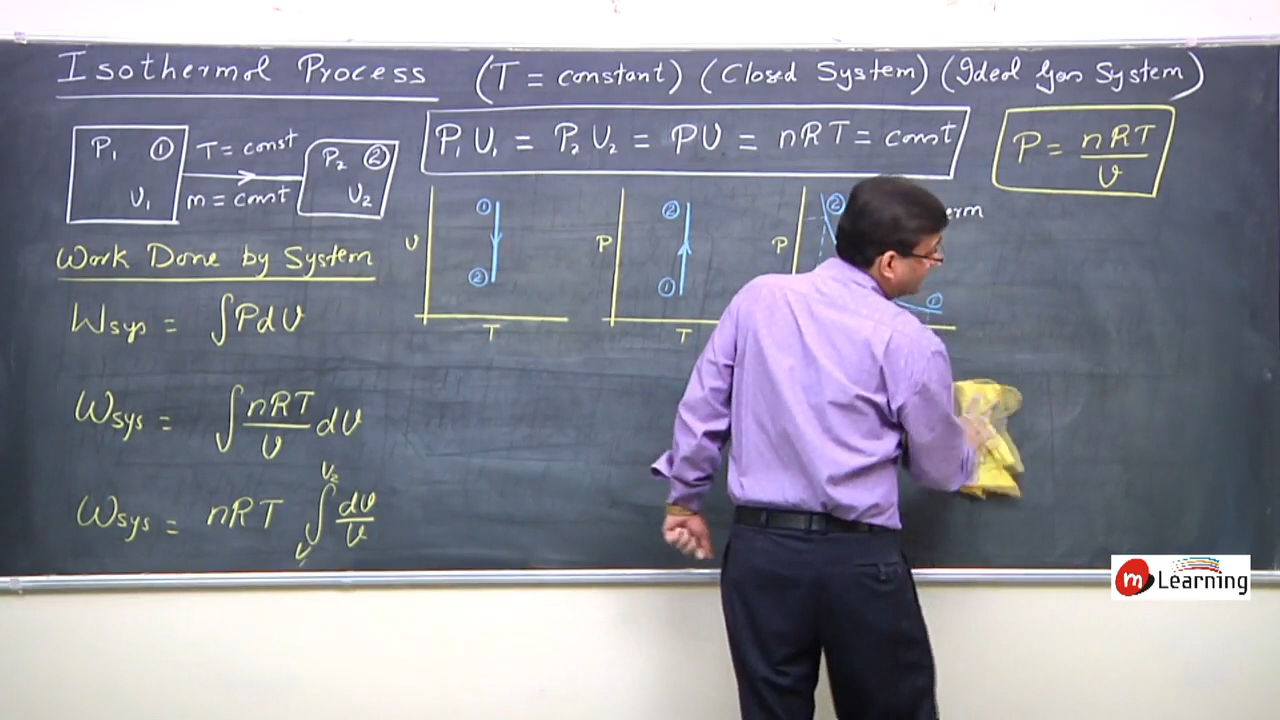 Isothermal Process (T = constant) (Closed System) (Ideal Gas System)
P₁ ① T = const P₂ ②
V₁ m = const V₂
P₁V₁ = P₂V₂ = PV = nRT = const
P = nRT/V
Work Done by System
Wsys = ∫PdV
Wsys = ∫ nRT/V dV
Wsys = nRT ∫ dV/V
V₂
V ① ② T
P ② ① T
P ② ①
m Learning